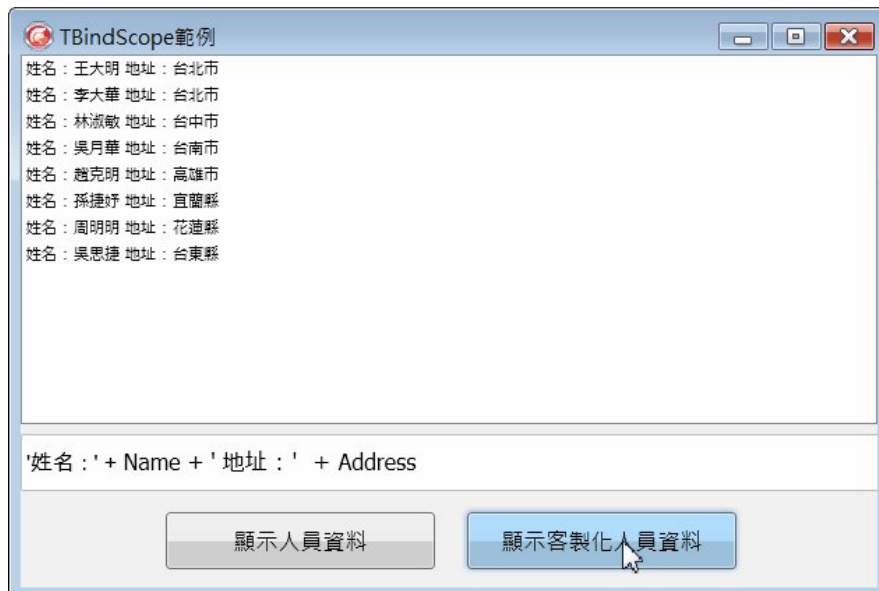 TBindScope範例
姓名：王大明 地址：台北市
姓名：李大華 地址：台北市
姓名：林淑敏 地址：台中市
姓名：吳月華 地址：台南市
姓名：趙克明 地址：高雄市
姓名：孫捷妤 地址：宜蘭縣
姓名：周明明 地址：花蓮縣
姓名：吳思捷 地址：台東縣
'姓名：' + Name + ' 地址： ' + Address
顯示人員資料
顯示客製化人員資料